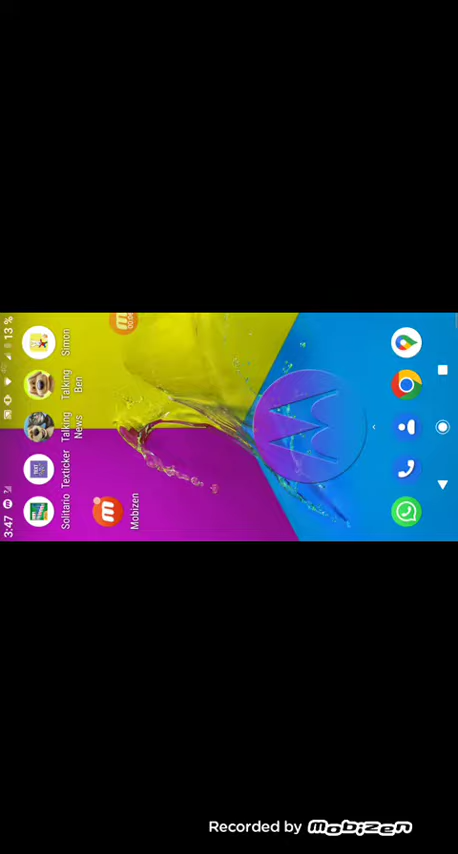 3:47
13 %
Solitario
Texticker
Talking
News
Talking
Ben
Simon
Mobizen
Recorded by Mobizen